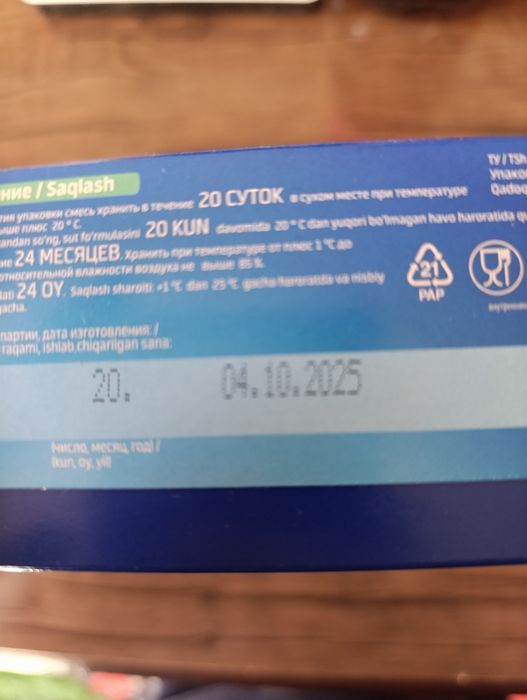 ние / Saqlash
тия упаковки смесь хранить в течение 20 СУТОК в сухом месте при температуре
ыше плюс 20 °C.
andan so'ng, sut fo'rmulasini 20 KUN davomida 20 °C dan yuqori bo'lmagan havo haroratida
24 МЕСЯЦЕВ. Хранить при температуре от плюс 1 °C до
относительной влажности воздуха не выше 85 %.
dati 24 OY. Saqlash sharoiti: +1 °C dan 25 °C gacha haroratda va nisbiy
gacha.
партии, дата изготовления: /
raqami, ishlab chiqarilgan sana:
20. 04.10.2025
(число, месяц, год) /
(kun, oy, yil)
ТУ / TSh
Упако
Qadoq
21
PAP